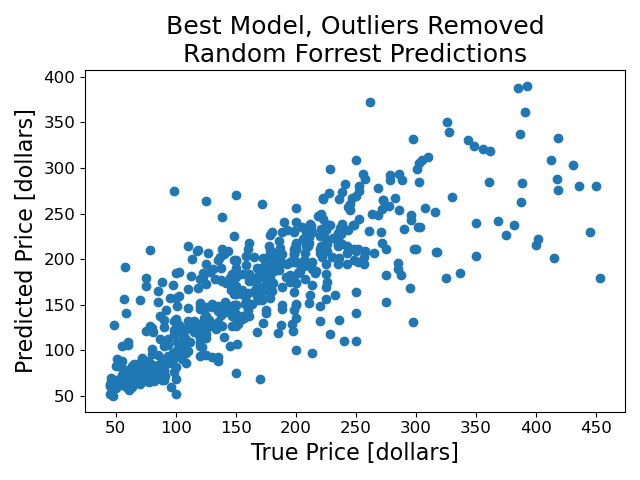 Best Model, Outliers Removed
Random Forrest Predictions
Predicted Price [dollars]
400
350
300
250
200
150
100
50
50 100 150 200 250 300 350 400 450
True Price [dollars]